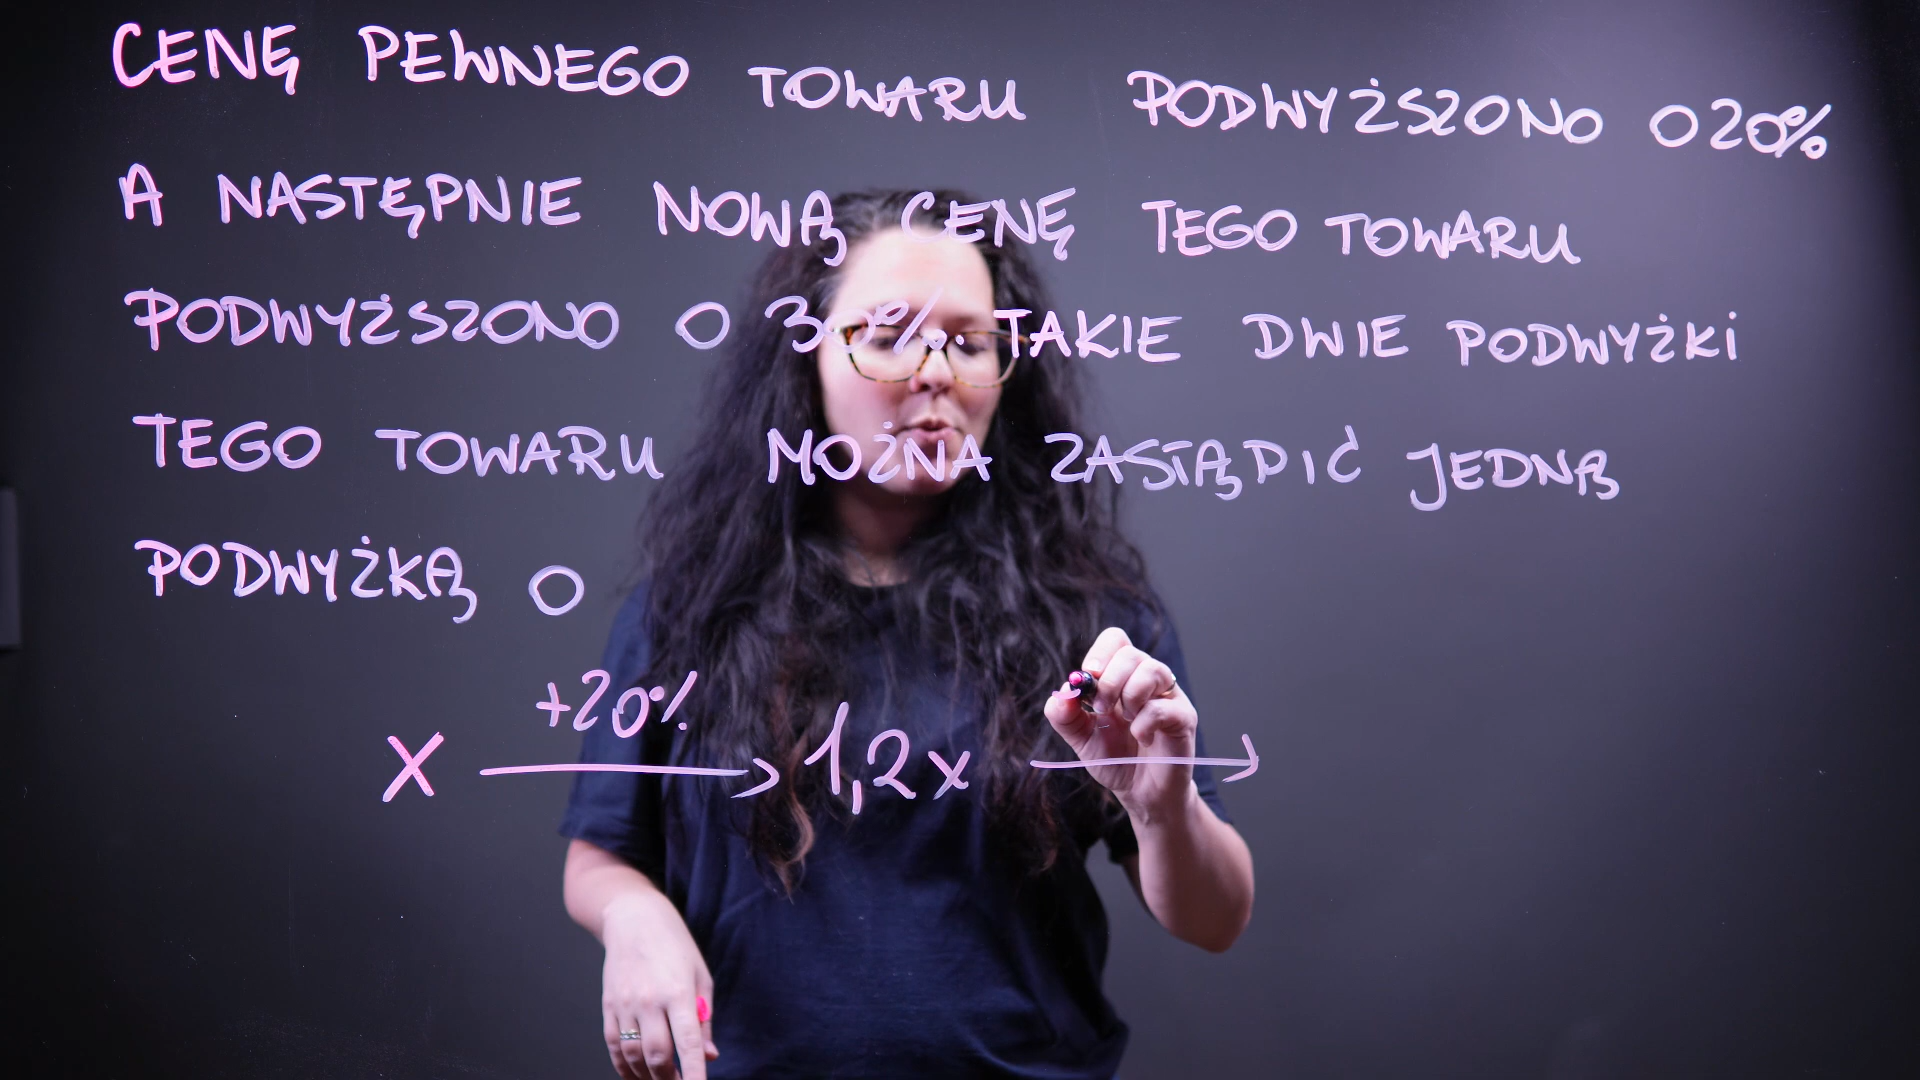 CENĘ PEWNEGO TOWARU PODWYŻSZONO O 20%
A NASTĘPNIE NOWĄ CENĘ TEGO TOWARU
PODWYŻSZONO O 30%. TAKIE DWIE PODWYŻKI
TEGO TOWARU MOŻNA ZASTĄPIĆ JEDNĄ
PODWYŻKĄ O
+20%
x → 1,2x →